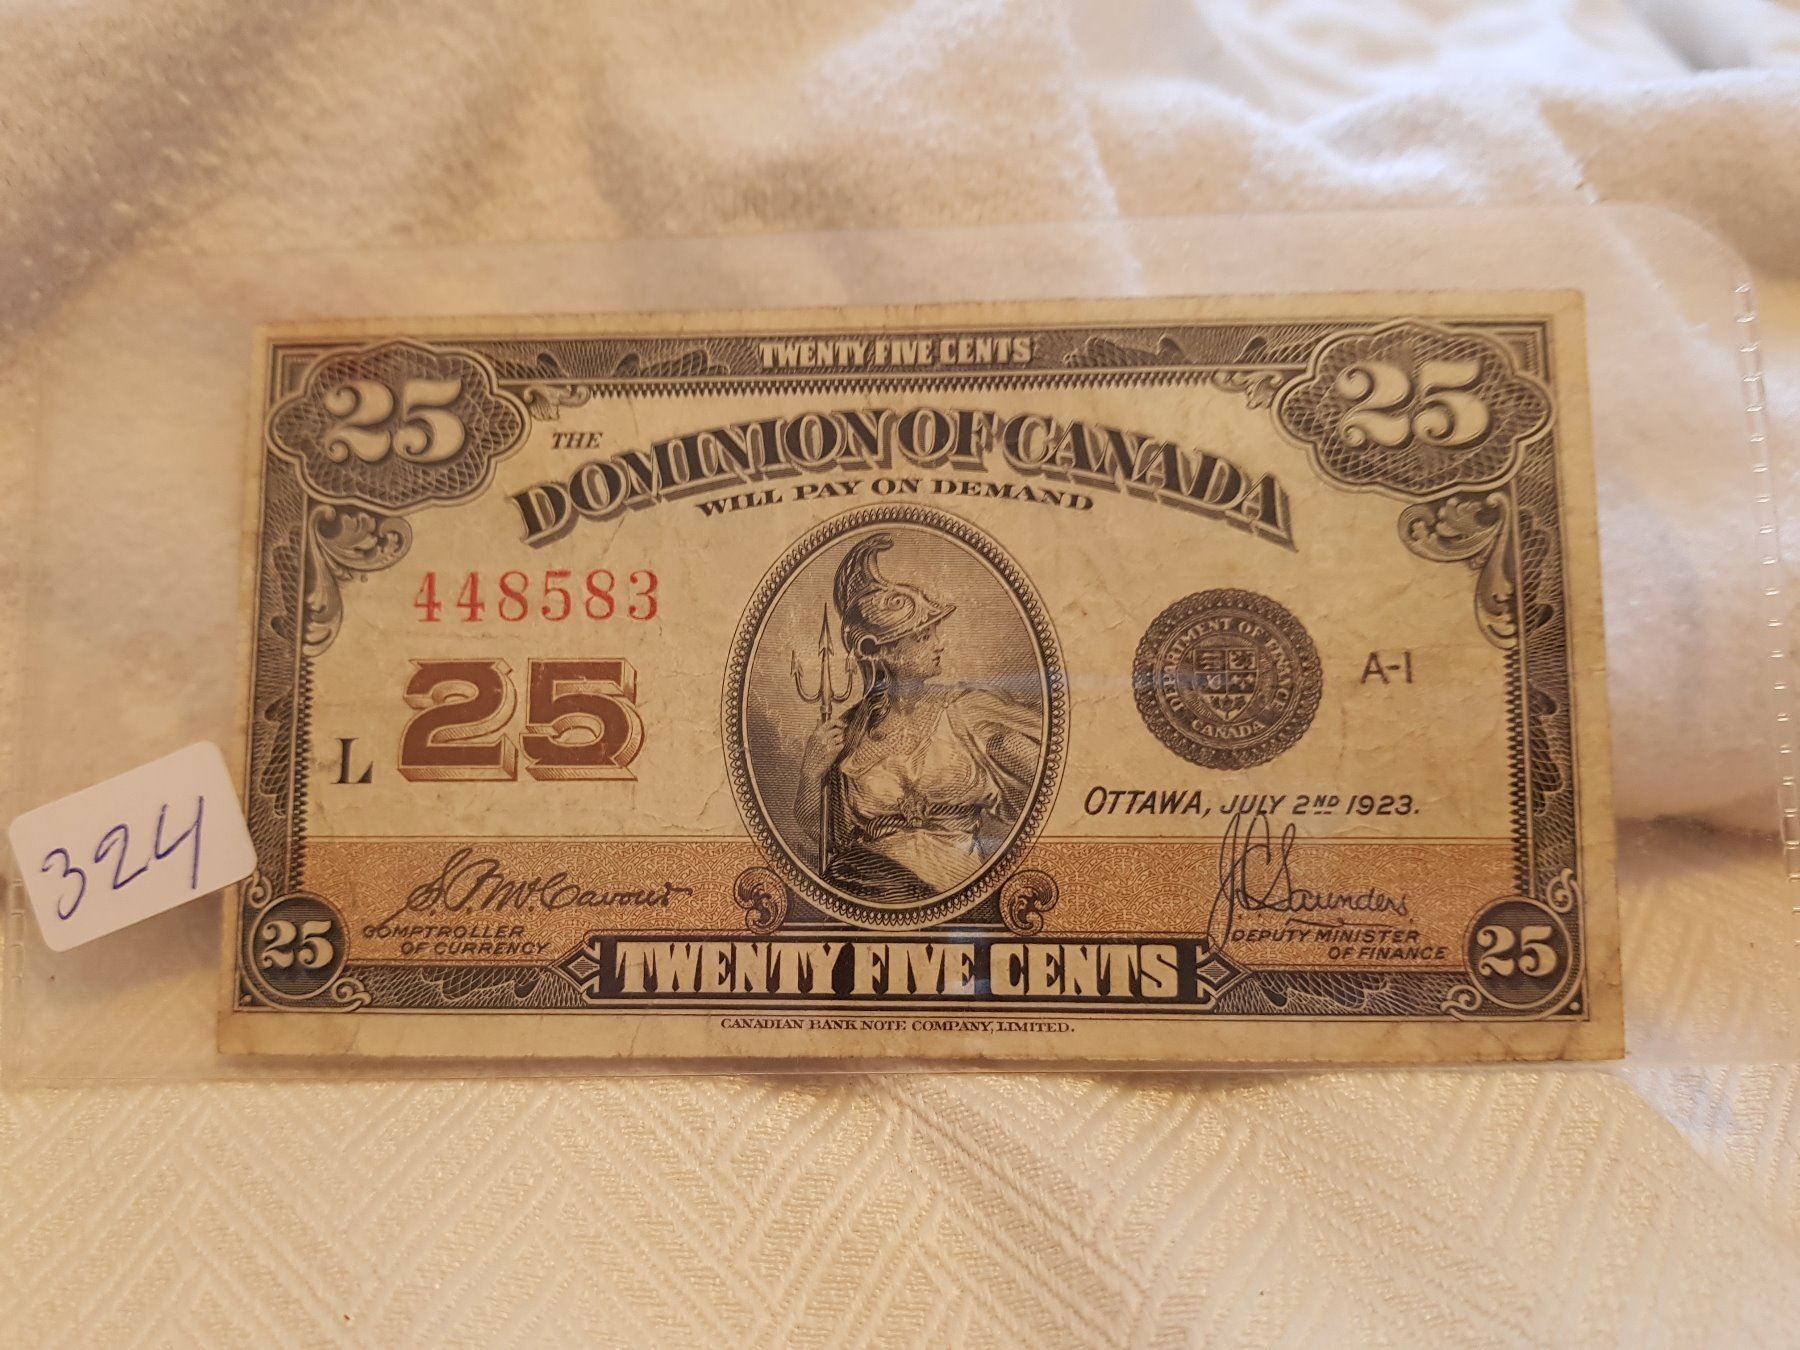 TWENTY FIVE CENTS
25 25
THE
DOMINION OF CANADA
WILL PAY ON DEMAND
448583
25
L
DEPARTMENT OF FINANCE
CANADA
A-1
OTTAWA, JULY 2ND 1923.
324
S.P. McCavour
COMPTROLLER
OF CURRENCY
J.C. Saunders
DEPUTY MINISTER
OF FINANCE
25 TWENTY FIVE CENTS 25
CANADIAN BANK NOTE COMPANY, LIMITED.